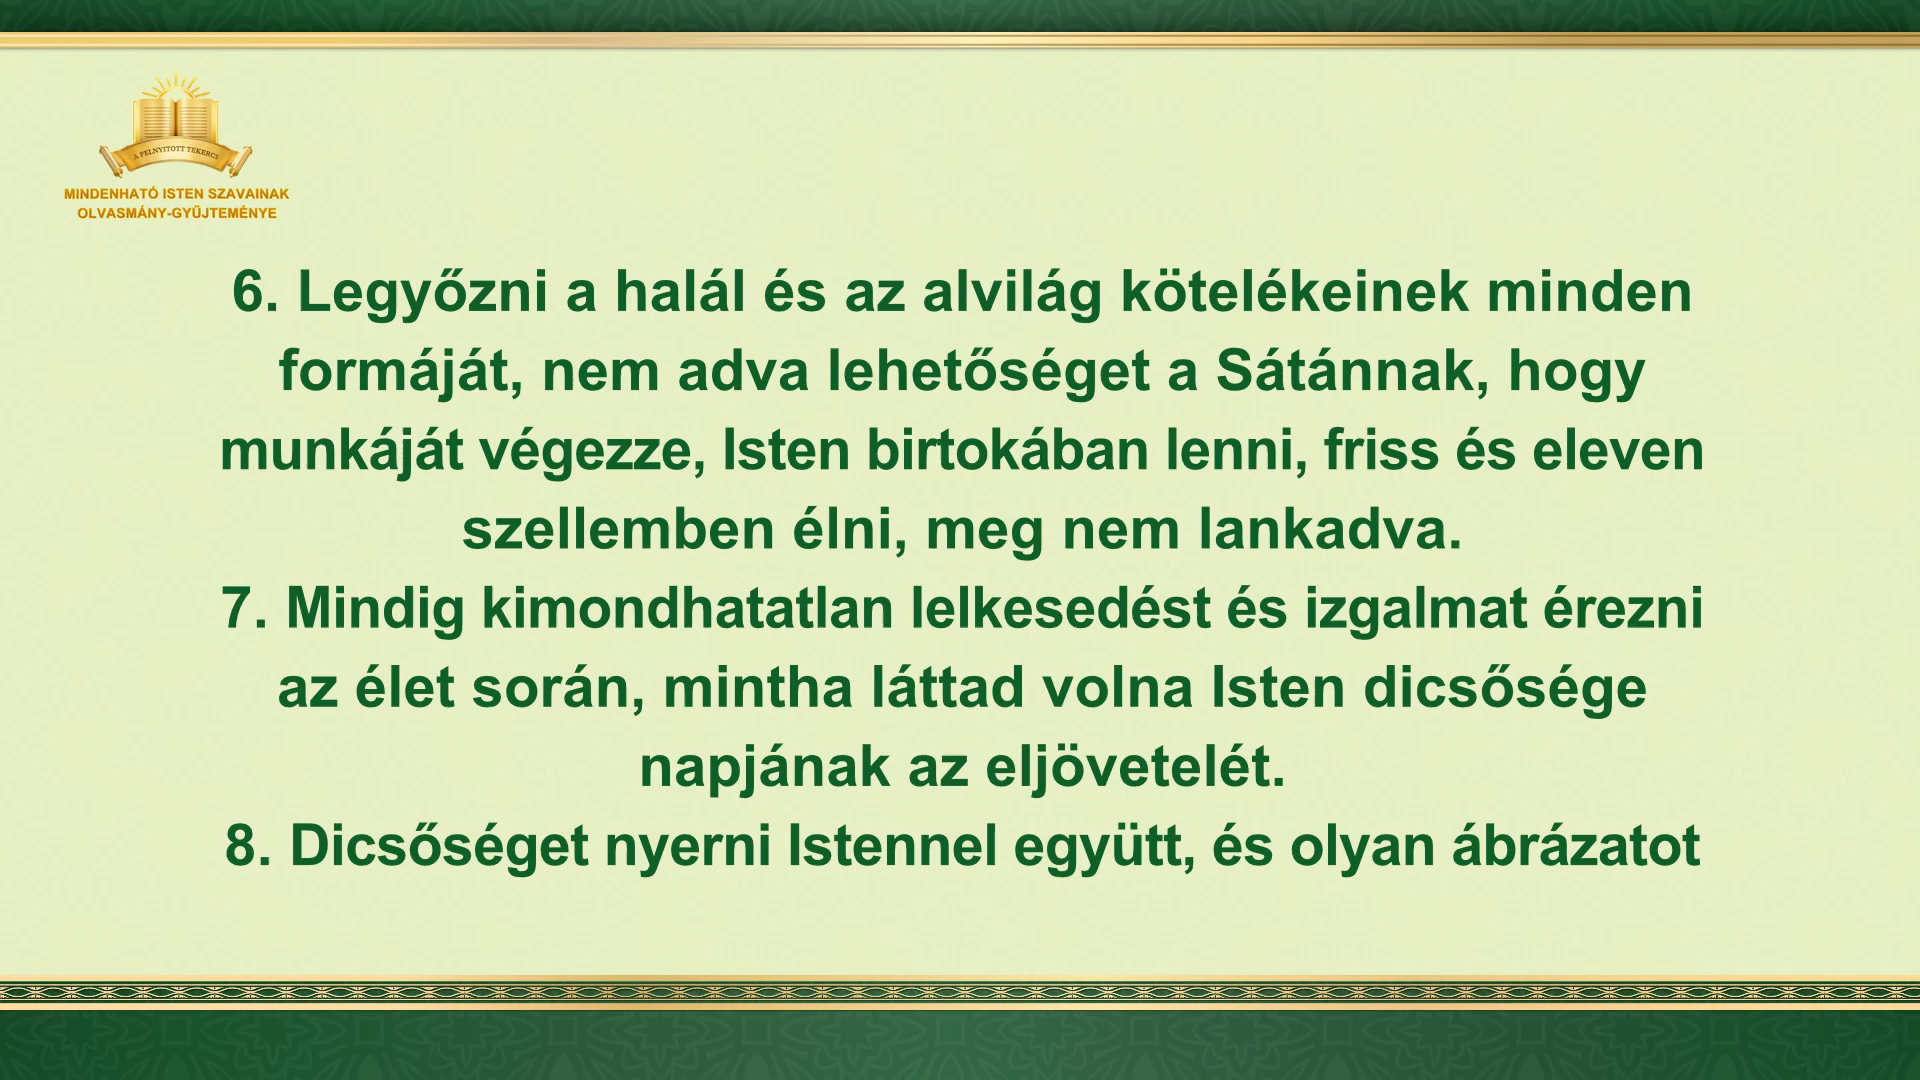 A FELNYITOTT TEKERCS
MINDENHATÓ ISTEN SZAVAINAK
OLVASMÁNY-GYŰJTEMÉNYE
6. Legyőzni a halál és az alvilág kötelékeinek minden
formáját, nem adva lehetőséget a Sátánnak, hogy
munkáját végezze, Isten birtokában lenni, friss és eleven
szellemben élni, meg nem lankadva.
7. Mindig kimondhatatlan lelkesedést és izgalmat érezni
az élet során, mintha láttad volna Isten dicsősége
napjának az eljövetelét.
8. Dicsőséget nyerni Istennel együtt, és olyan ábrázatot